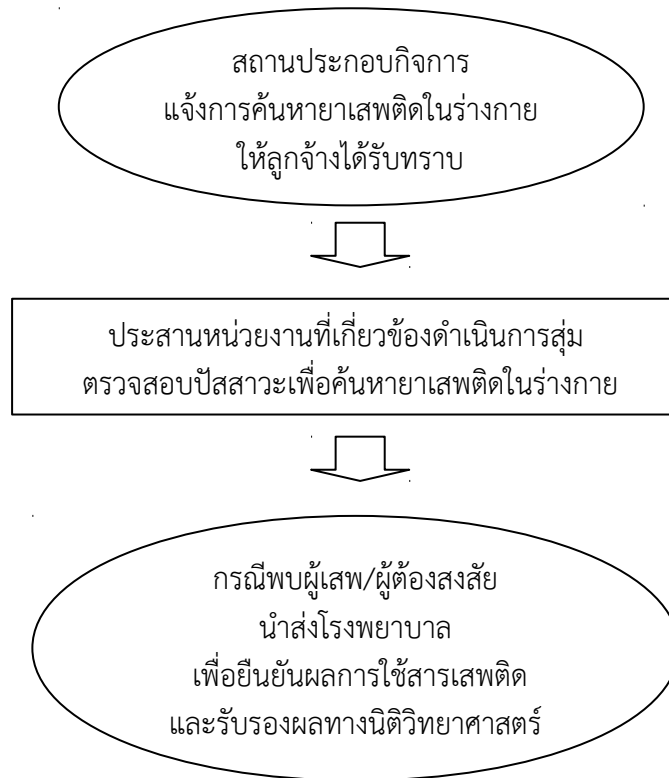 สถานประกอบกิจการ
แจ้งการค้นหายาเสพติดในร่างกาย
ให้ลูกจ้างได้รับทราบ
ประสานหน่วยงานที่เกี่ยวข้องดำเนินการสุ่ม
ตรวจสอบปัสสาวะเพื่อค้นหายาเสพติดในร่างกาย
กรณีพบผู้เสพ/ผู้ต้องสงสัย
นำส่งโรงพยาบาล
เพื่อยืนยันผลการใช้สารเสพติด
และรับรองผลทางนิติวิทยาศาสตร์